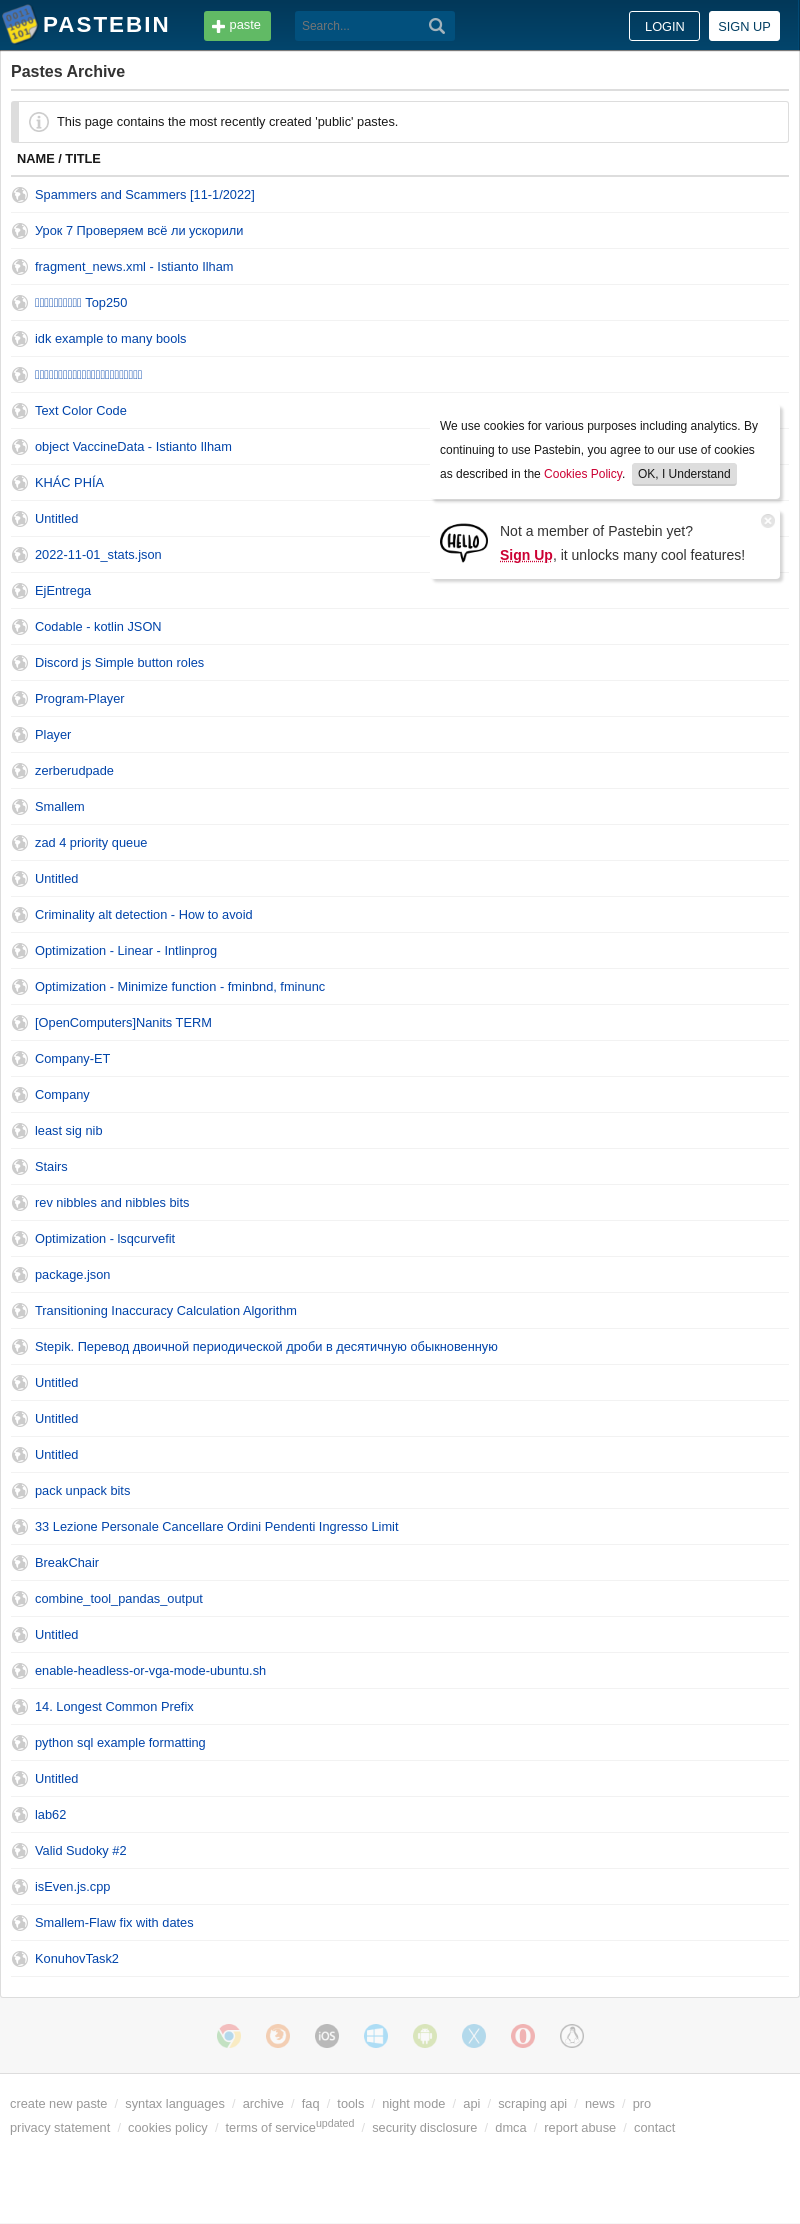 PASTEBIN
paste
Search...
LOGIN
SIGN UP
Pastes Archive
This page contains the most recently created 'public' pastes.
NAME / TITLE
Spammers and Scammers [11-1/2022]
Урок 7 Проверяем всё ли ускорили
fragment_news.xml - Istianto Ilham
Top250
idk example to many bools
Text Color Code
We use cookies for various purposes including analytics. By
continuing to use Pastebin, you agree to our use of cookies
as described in the Cookies Policy. OK, I Understand
object VaccineData - Istianto Ilham
KHÁC PHÍA
Untitled
HELLO
Not a member of Pastebin yet?
Sign Up, it unlocks many cool features!
2022-11-01_stats.json
EjEntrega
Codable - kotlin JSON
Discord js Simple button roles
Program-Player
Player
zerberudpade
Smallem
zad 4 priority queue
Untitled
Criminality alt detection - How to avoid
Optimization - Linear - Intlinprog
Optimization - Minimize function - fminbnd, fminunc
[OpenComputers]Nanits TERM
Company-ET
Company
least sig nib
Stairs
rev nibbles and nibbles bits
Optimization - lsqcurvefit
package.json
Transitioning Inaccuracy Calculation Algorithm
Stepik. Перевод двоичной периодической дроби в десятичную обыкновенную
Untitled
Untitled
Untitled
pack unpack bits
33 Lezione Personale Cancellare Ordini Pendenti Ingresso Limit
BreakChair
combine_tool_pandas_output
Untitled
enable-headless-or-vga-mode-ubuntu.sh
14. Longest Common Prefix
python sql example formatting
Untitled
lab62
Valid Sudoky #2
isEven.js.cpp
Smallem-Flaw fix with dates
KonuhovTask2
iOS
create new paste / syntax languages / archive / faq / tools / night mode / api / scraping api / news / pro
privacy statement / cookies policy / terms of service updated / security disclosure / dmca / report abuse / contact